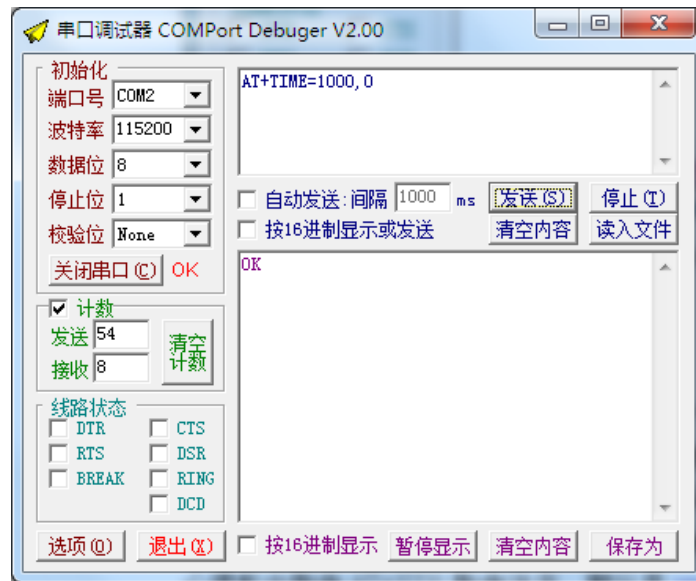 串口调试器 COMPort Debuger V2.00
初始化
端口号 COM2
波特率 115200
数据位 8
停止位 1
校验位 None
关闭串口(C) OK
计数
发送 54
接收 8
清空
计数
线路状态
DTR CTS
RTS DSR
BREAK RING
DCD
选项(O) 退出(X)
AT+TIME=1000,0
自动发送:间隔 1000 ms 发送(S) 停止(T)
按16进制显示或发送 清空内容 读入文件
OK
按16进制显示 暂停显示 清空内容 保存为